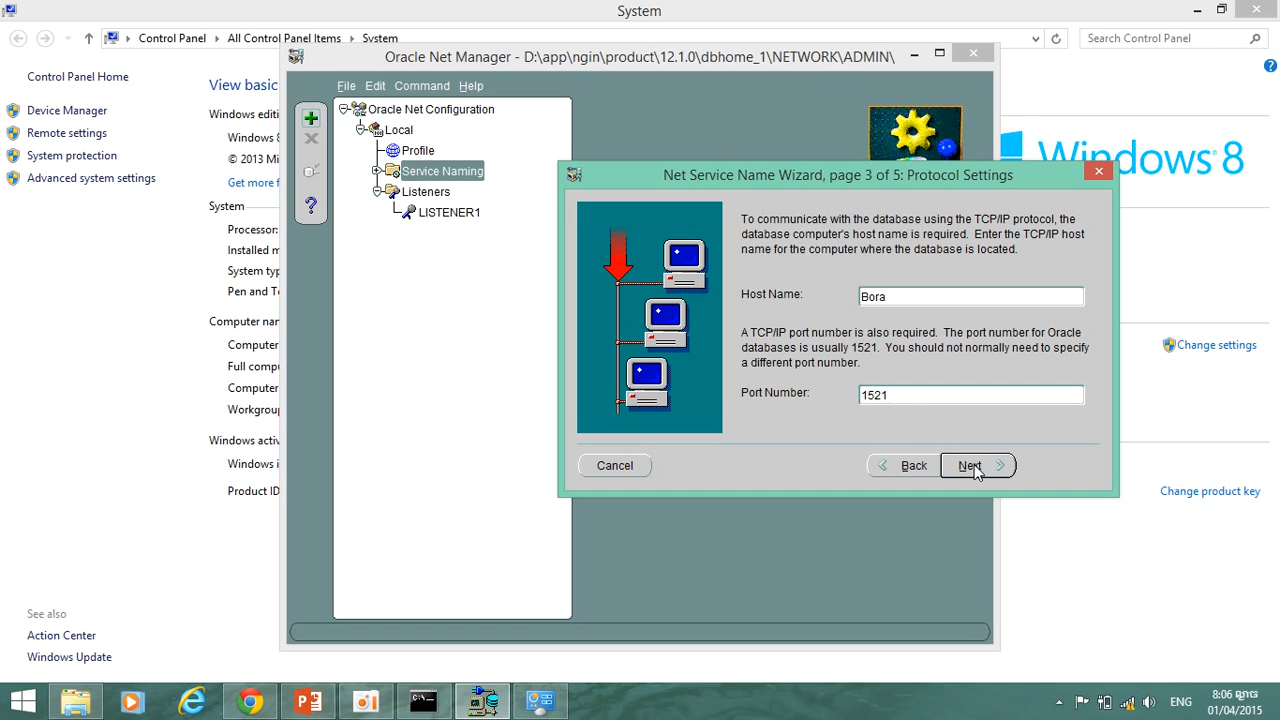 System
Control Panel
All Control Panel Items
System
Search Control Panel
Control Panel Home
Device Manager
Remote settings
System protection
Advanced system settings
View basic
Windows editi
Windows 8
© 2013 Mi
Get more f
System
Processor:
Installed m
System typ
Pen and T
Computer nam
Computer
Full comp
Computer
Workgrou
Windows activ
Windows i
Product ID
Windows 8
Change settings
Change product key
See also
Action Center
Windows Update
Oracle Net Manager - D:\app\ngin\product\12.1.0\dbhome_1\NETWORK\ADMIN\
File Edit Command Help
Oracle Net Configuration
Local
Profile
Service Naming
Listeners
LISTENER1
Net Service Name Wizard, page 3 of 5: Protocol Settings
To communicate with the database using the TCP/IP protocol, the
database computer's host name is required. Enter the TCP/IP host
name for the computer where the database is located.
Host Name: Bora
A TCP/IP port number is also required. The port number for Oracle
databases is usually 1521. You should not normally need to specify
a different port number.
Port Number: 1521
Cancel Back Next
ENG
8:06
01/04/2015